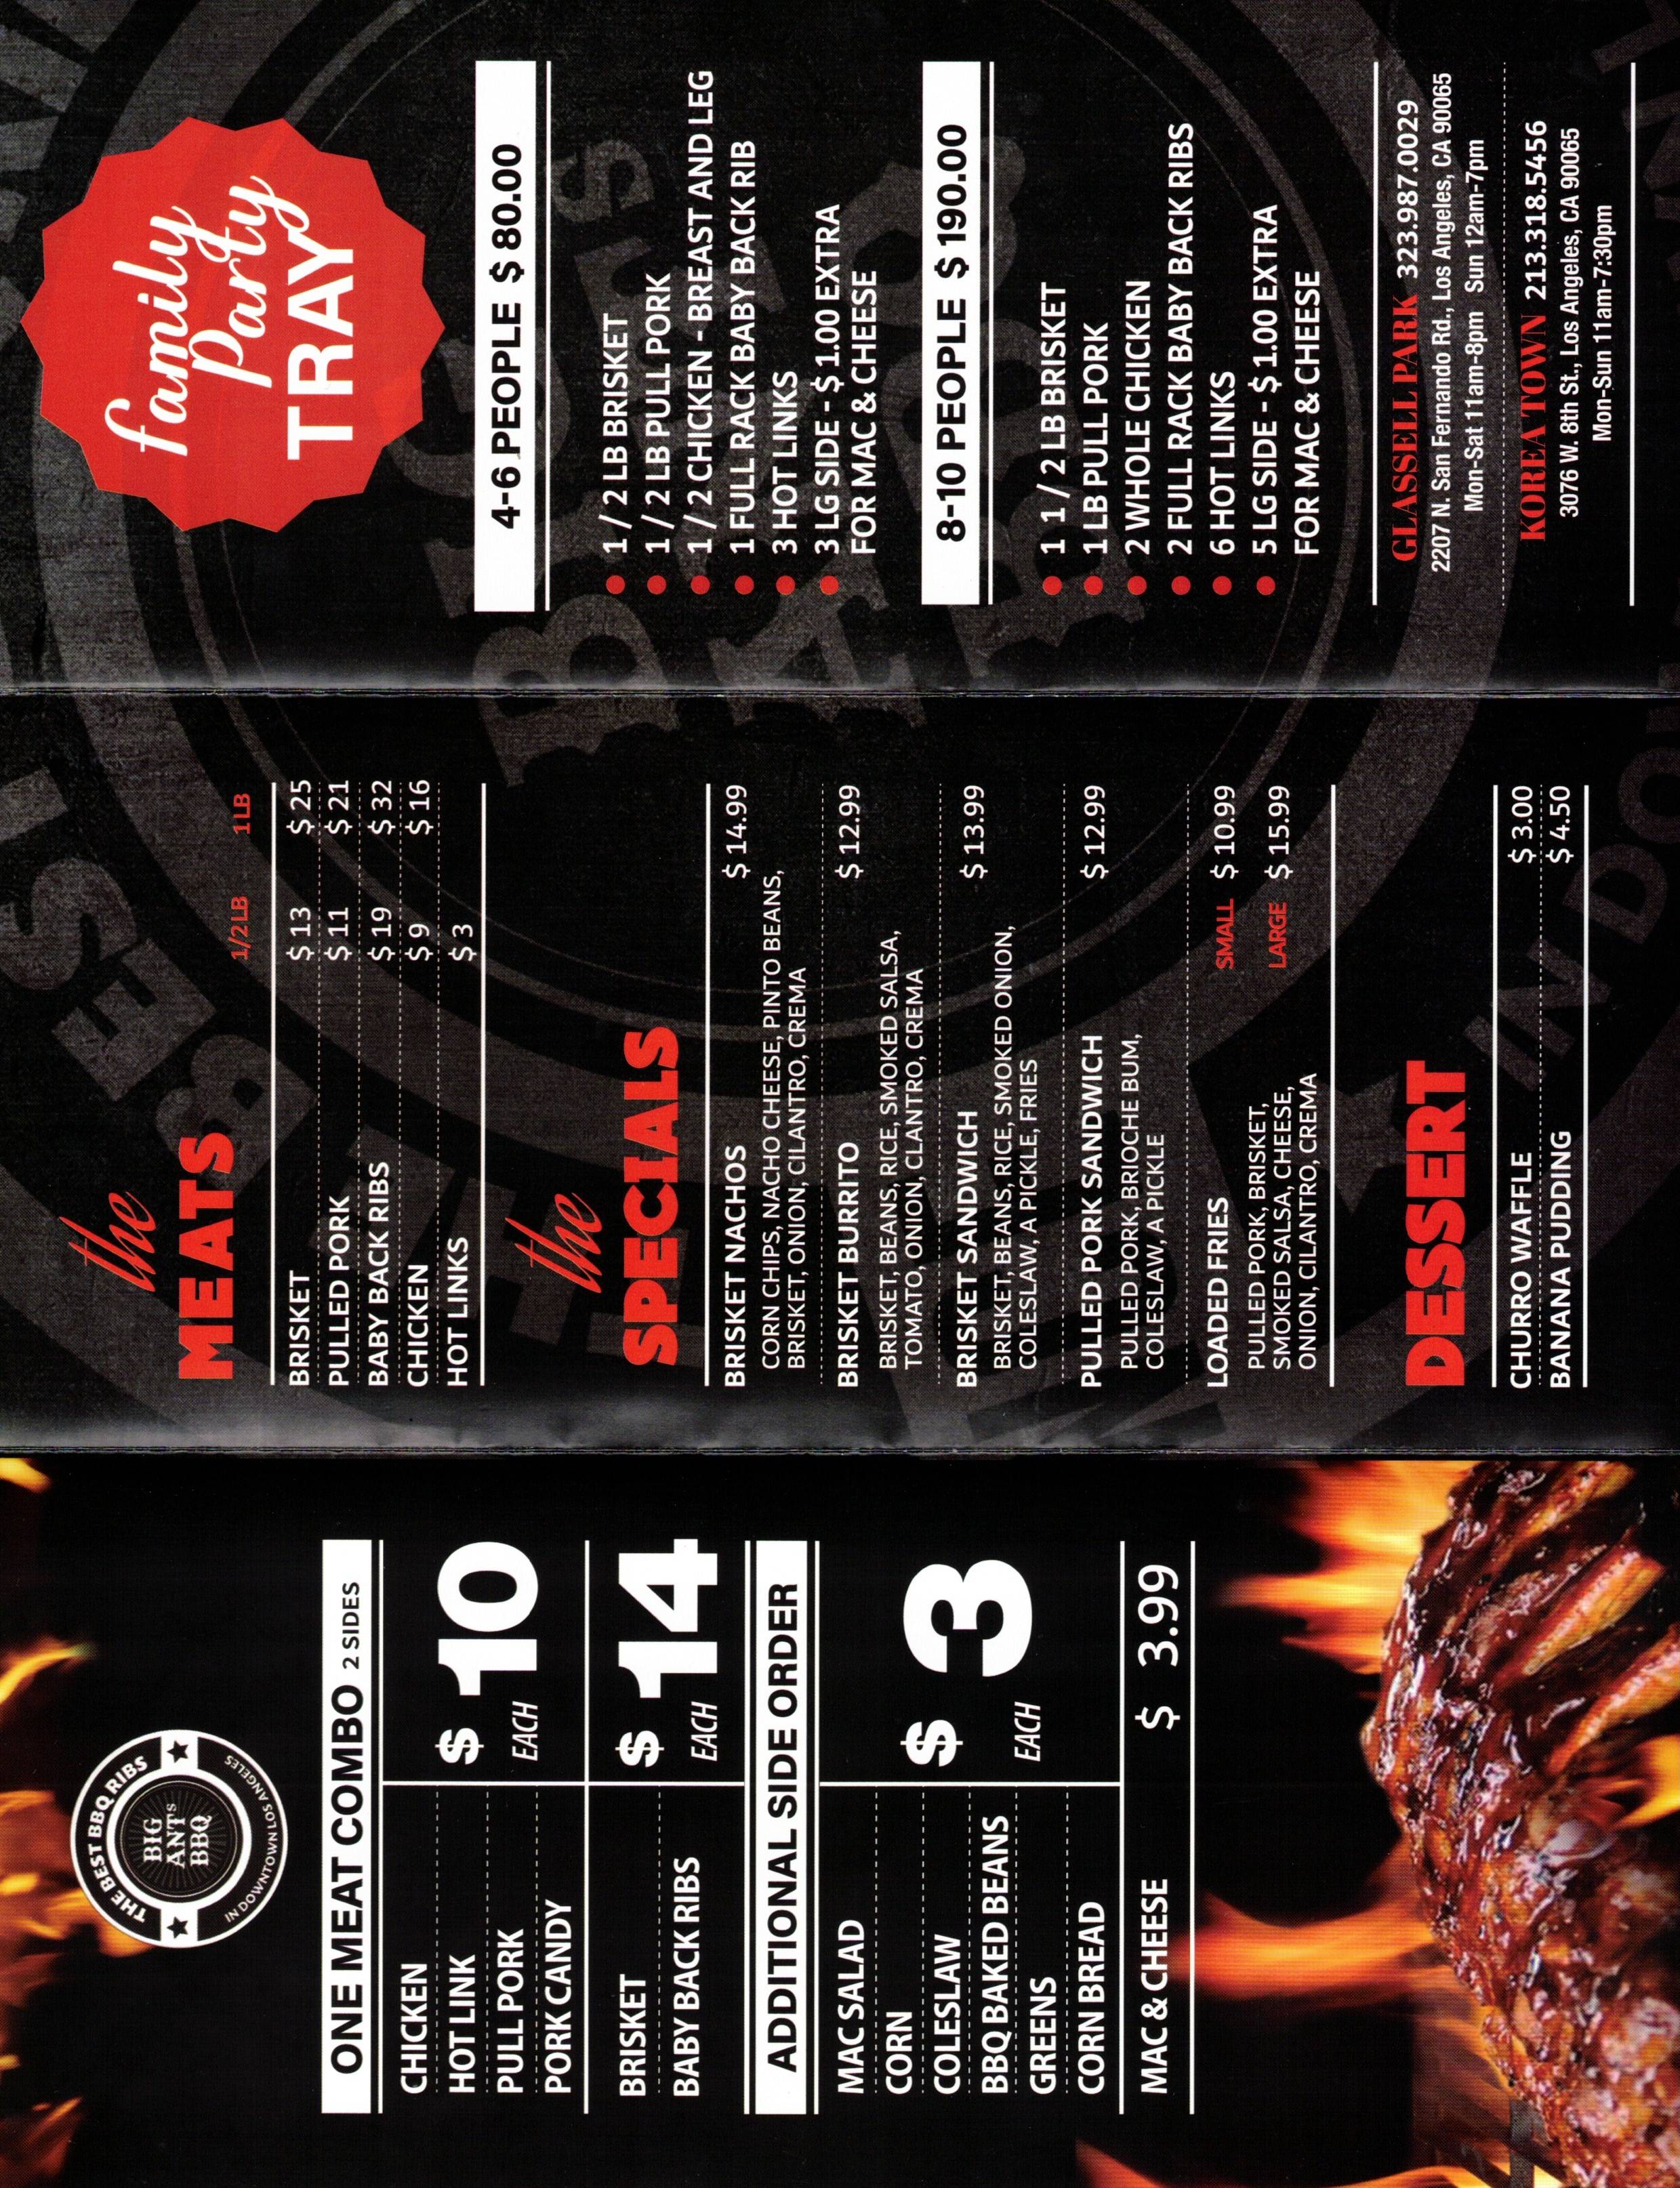 THE BEST BBQ RIBS
BIG
ANTS
BBQ
IN DOWNTOWN LOS ANGELES
ONE MEAT COMBO 2 SIDES
CHICKEN
HOT LINK
PULL PORK
PORK CANDY
$ 10
EACH
BRISKET
BABY BACK RIBS
$ 14
EACH
ADDITIONAL SIDE ORDER
MAC SALAD
CORN
COLESLAW
BBQ BAKED BEANS
GREENS
CORN BREAD
$ 3
EACH
MAC & CHEESE $ 3.99
the
MEATS
1/2 LB 1 LB
BRISKET $ 13 $ 25
PULLED PORK $ 11 $ 21
BABY BACK RIBS $ 19 $ 32
CHICKEN $ 9 $ 16
HOT LINKS $ 3
the
SPECIALS
BRISKET NACHOS $ 14.99
CORN CHIPS, NACHO CHEESE, PINTO BEANS,
BRISKET, ONION, CILANTRO, CREMA
BRISKET BURRITO $ 12.99
BRISKET, BEANS, RICE, SMOKED SALSA,
TOMATO, ONION, CLANTRO, CREMA
BRISKET SANDWICH $ 13.99
BRISKET, BEANS, RICE, SMOKED ONION,
COLESLAW, A PICKLE, FRIES
PULLED PORK SANDWICH $ 12.99
PULLED PORK, BRIOCHE BUM,
COLESLAW, A PICKLE
LOADED FRIES SMALL $ 10.99
PULLED PORK, BRISKET,
SMOKED SALSA, CHEESE, LARGE $ 15.99
ONION, CILANTRO, CREMA
DESSERT
CHURRO WAFFLE $ 3.00
BANANA PUDDING $ 4.50
family
Party
TRAY
4-6 PEOPLE $ 80.00
1 / 2 LB BRISKET
1 / 2 LB PULL PORK
1 / 2 CHICKEN - BREAST AND LEG
1 FULL RACK BABY BACK RIB
3 HOT LINKS
3 LG SIDE - $ 1.00 EXTRA
FOR MAC & CHEESE
8-10 PEOPLE $ 190.00
1 1 / 2 LB BRISKET
1 LB PULL PORK
2 WHOLE CHICKEN
2 FULL RACK BABY BACK RIBS
6 HOT LINKS
5 LG SIDE - $ 1.00 EXTRA
FOR MAC & CHEESE
GLASSELL PARK 323.987.0029
2207 N. San Fernando Rd., Los Angeles, CA 90065
Mon-Sat 11am-8pm Sun 12am-7pm
KOREA TOWN 213.318.5456
3076 W. 8th St., Los Angeles, CA 90065
Mon-Sun 11am-7:30pm